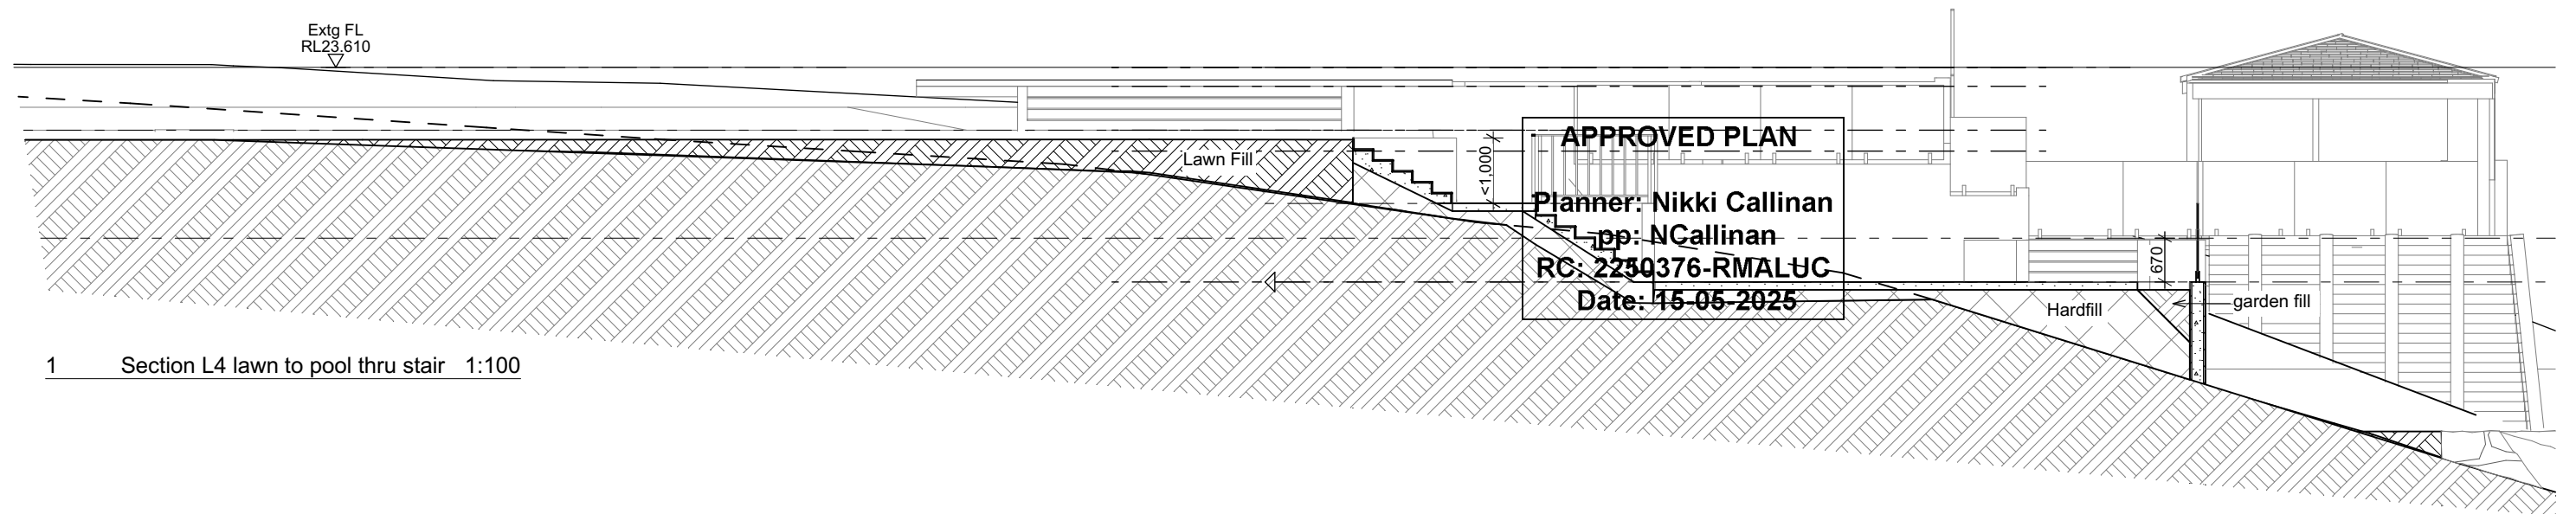 Extg FL
RL23.610
Lawn Fill
<1,000
APPROVED PLAN
Planner: Nikki Callinan
pp: NCallinan
RC: 2250376-RMALUC
Date: 15-05-2025
670
Hardfill
garden fill
1 Section L4 lawn to pool thru stair 1:100